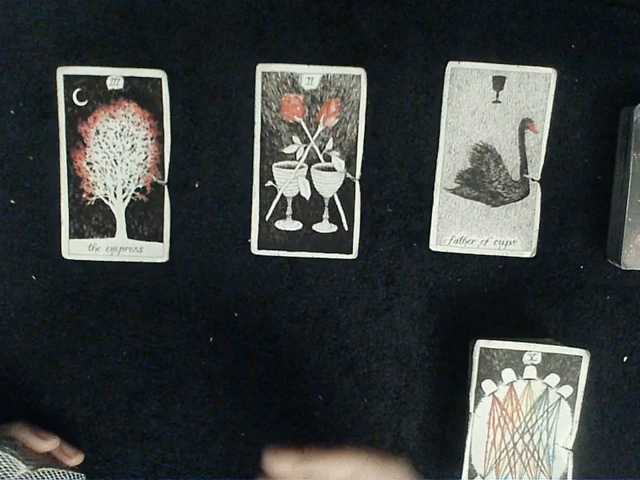 III
the empress
II
father of cups
X